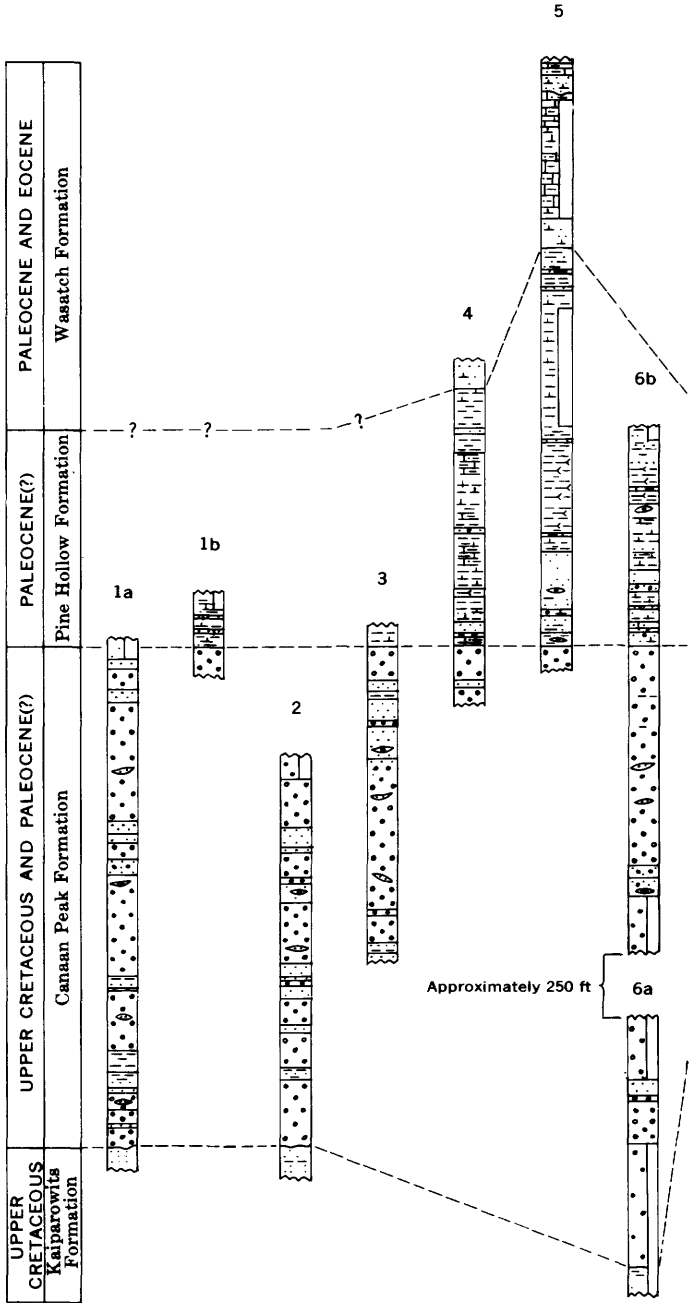 5
PALEOCENE AND EOCENE
Wasatch Formation
4
6b
? ? ?
PALEOCENE(?)
Pine Hollow Formation
1b
1a
3
2
UPPER CRETACEOUS AND PALEOCENE(?)
Canaan Peak Formation
Approximately 250 ft
6a
UPPER
CRETACEOUS
Kaiparowits
Formation